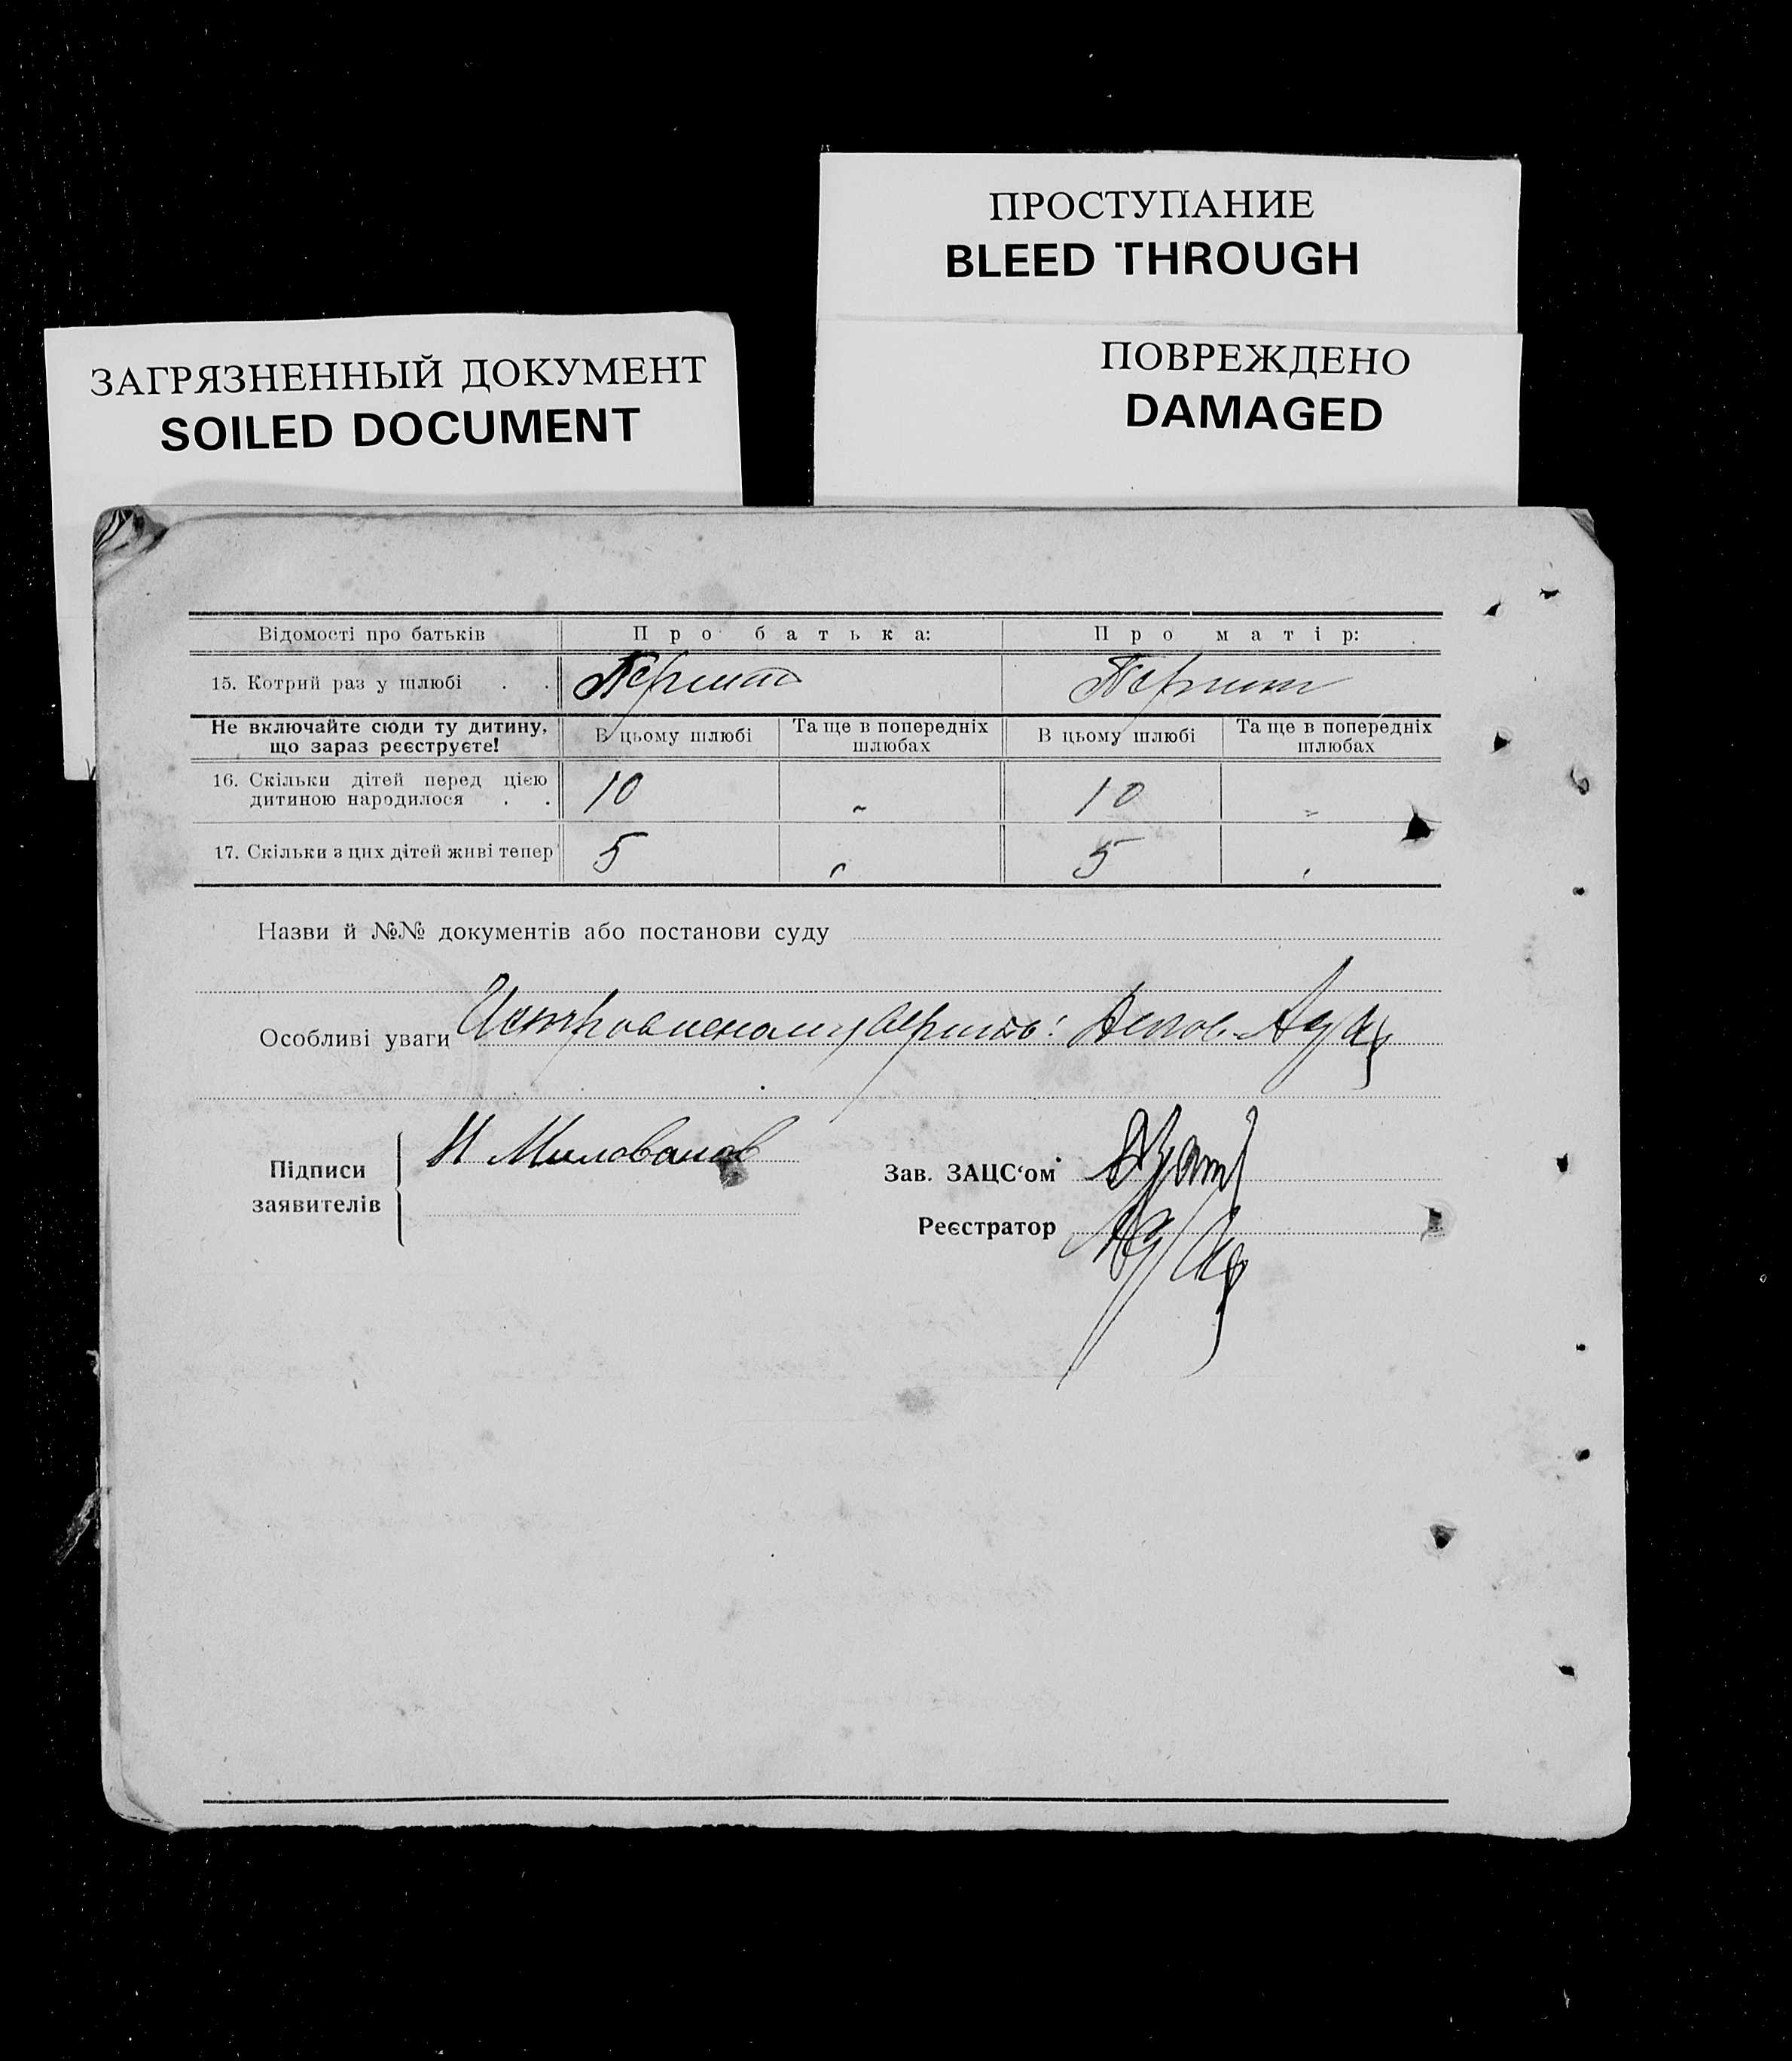 ПРОСТУПАНИЕ
BLEED THROUGH
ПОВРЕЖДЕНО
DAMAGED
ЗАГРЯЗНЕННЫЙ ДОКУМЕНТ
SOILED DOCUMENT
Відомості про батьків Про батька: Про матір:
15. Котрий раз у шлюбі . .
Не включайте сюди ту дитину, що зараз реєструєте! В цьому шлюбі Та ще в попередніх шлюбах В цьому шлюбі Та ще в попередніх шлюбах
16. Скільки дітей перед цією дитиною народилося . . 10 " 10 "
17. Скільки з цих дітей живі тепер 5 " 5 "
Назви й №№ документів або постанови суду
Особливі уваги
Підписи заявителів Н Милованов
Зав. ЗАЦС'ом
Реєстратор